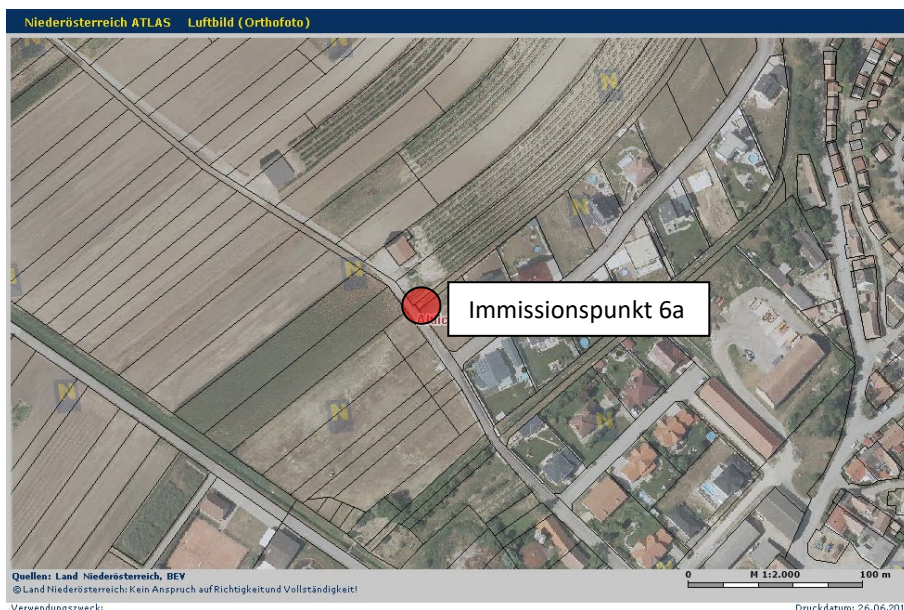 Niederösterreich ATLAS Luftbild (Orthofoto)
N
N
N
N
N
N
N
Immissionspunkt 6a
Quellen: Land Niederösterreich, BEV
0 M 1:2.000 100 m
©Land Niederösterreich: Kein Anspruch auf Richtigkeit und Vollständigkeit!
Verwendungszweck:
Druckdatum: